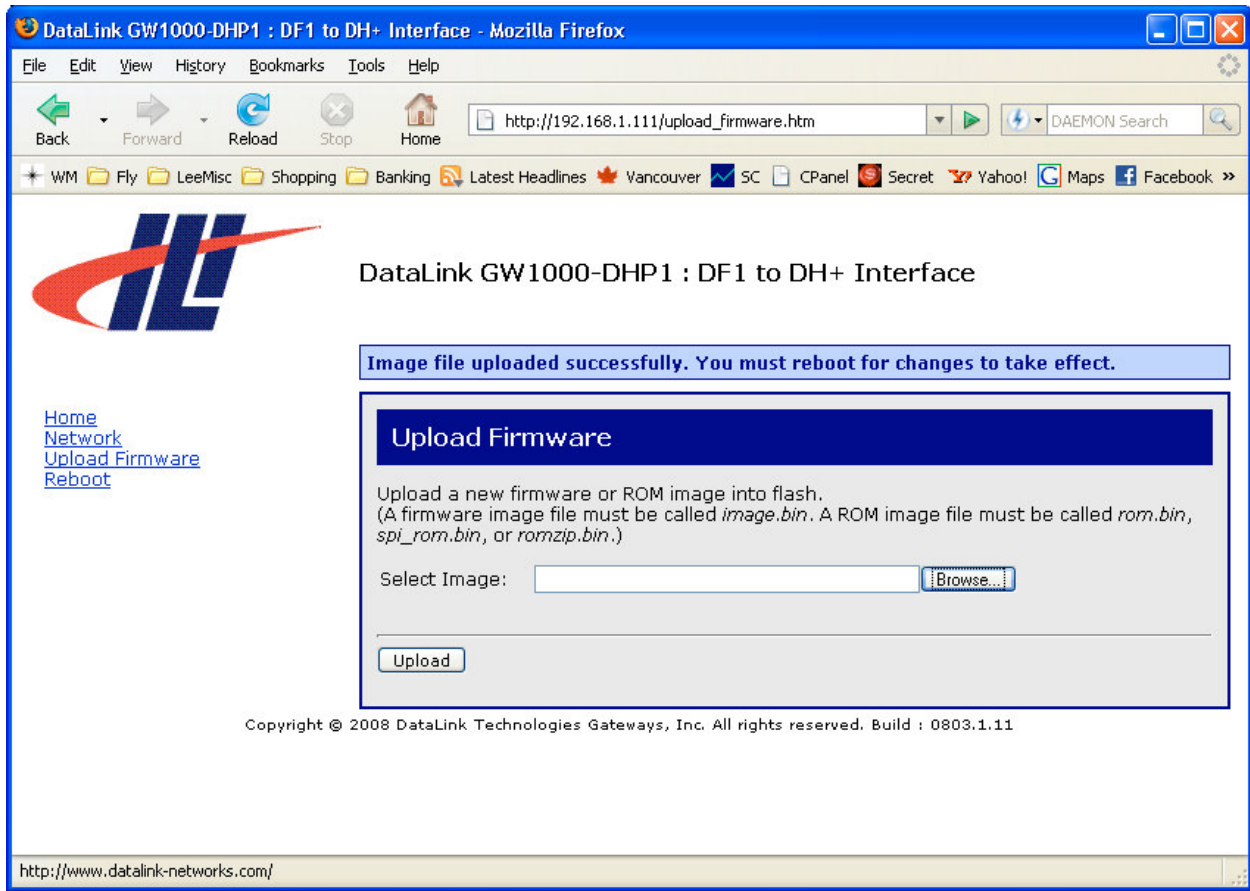 DataLink GW1000-DHP1 : DF1 to DH+ Interface - Mozilla Firefox
File Edit View History Bookmarks Tools Help
Back Forward Reload Stop Home http://192.168.1.111/upload_firmware.htm DAEMON Search
WM Fly LeeMisc Shopping Banking Latest Headlines Vancouver SC CPanel Secret Yahoo! G Maps Facebook »
DataLink GW1000-DHP1 : DF1 to DH+ Interface
Image file uploaded successfully. You must reboot for changes to take effect.
Home
Network
Upload Firmware
Reboot
Upload Firmware
Upload a new firmware or ROM image into flash.
(A firmware image file must be called image.bin. A ROM image file must be called rom.bin,
spi_rom.bin, or romzip.bin.)
Select Image: Browse...
Upload
Copyright © 2008 DataLink Technologies Gateways, Inc. All rights reserved. Build : 0803.1.11
http://www.datalink-networks.com/